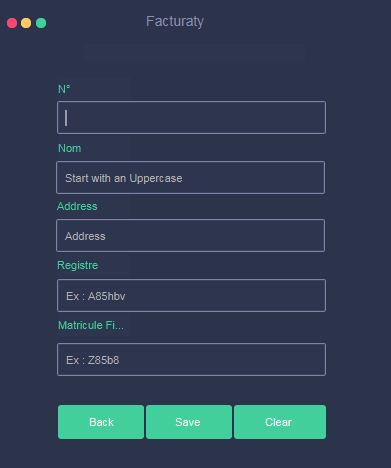 Facturaty
N°
Nom
Start with an Uppercase
Address
Address
Registre
Ex : A85hbv
Matricule Fi...
Ex : Z85b8
Back Save Clear